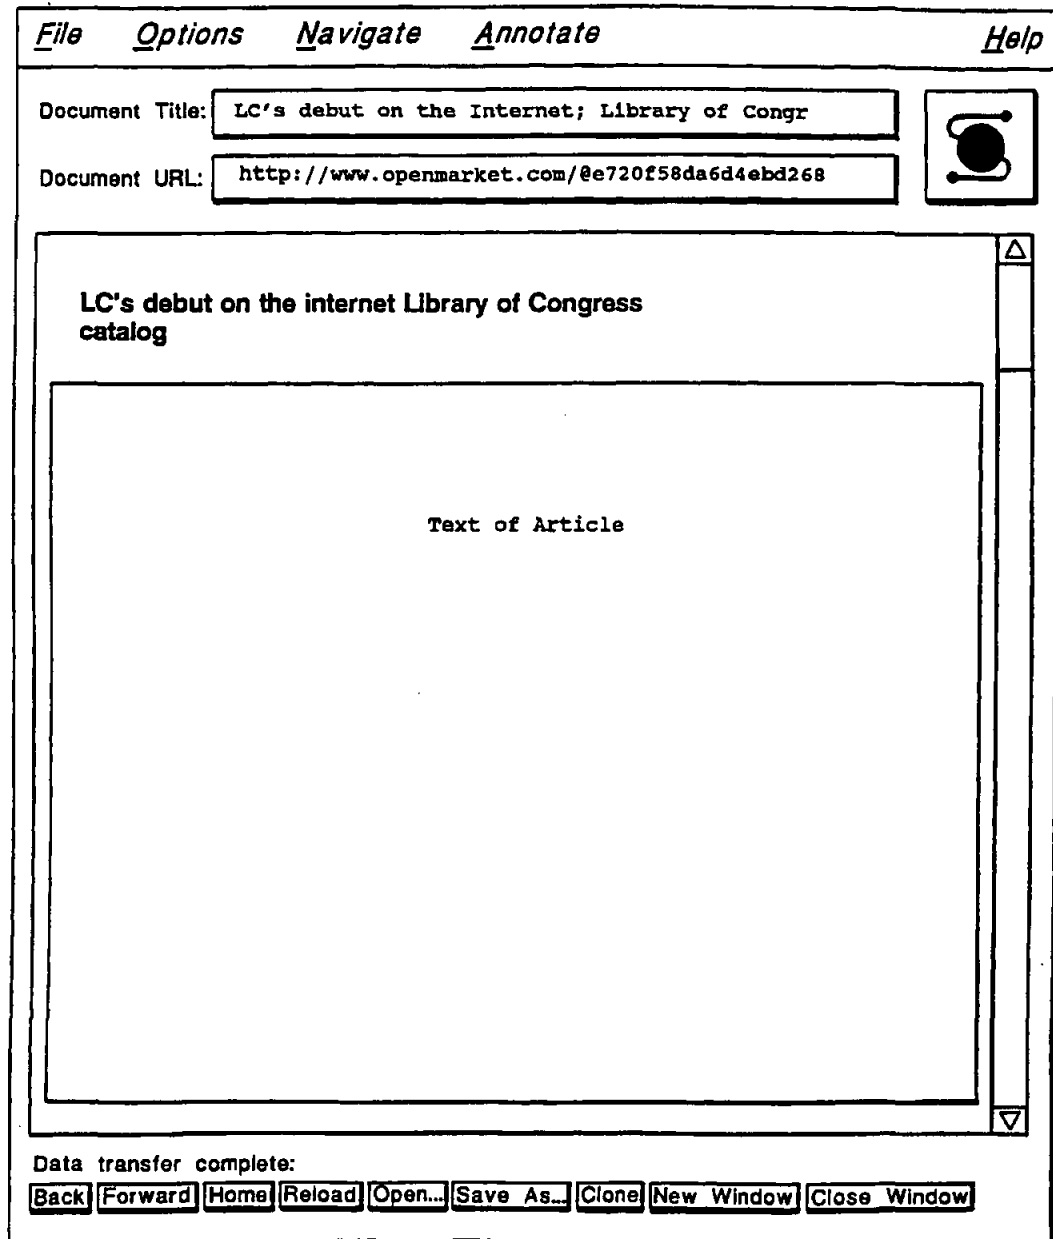 File Options Navigate Annotate Help
Document Title: LC's debut on the Internet; Library of Congr
Document URL: http://www.openmarket.com/@e720f58da6d4ebd268
LC's debut on the internet Library of Congress
catalog
Text of Article
Data transfer complete:
Back Forward Home Reload Open... Save As... Clone New Window Close Window